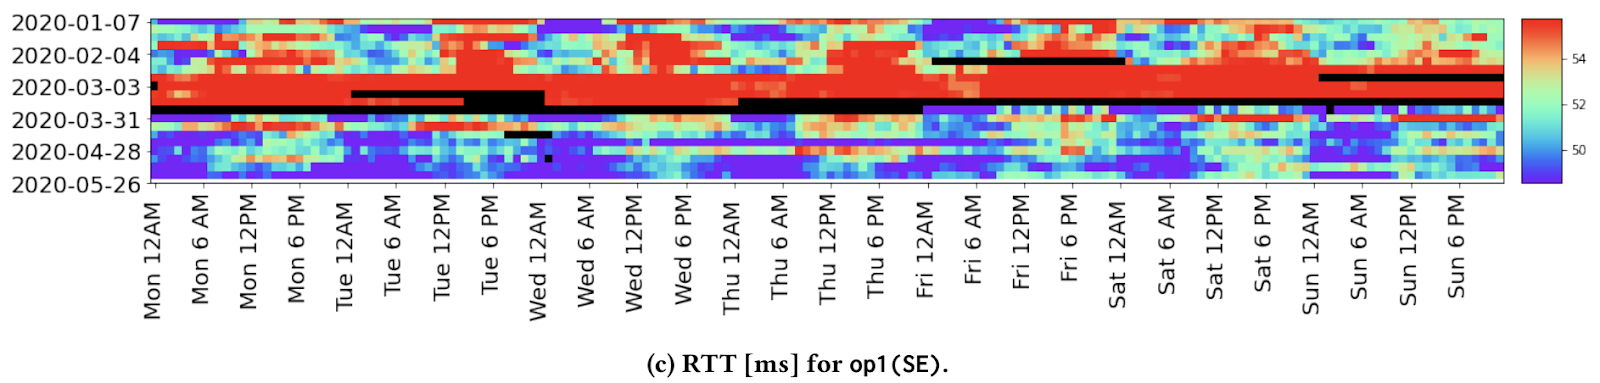 2020-01-07
2020-02-04
2020-03-03
2020-03-31
2020-04-28
2020-05-26
54
52
50
Mon 12AM
Mon 6 AM
Mon 12PM
Mon 6 PM
Tue 12AM
Tue 6 AM
Tue 12PM
Tue 6 PM
Wed 12AM
Wed 6 AM
Wed 12PM
Wed 6 PM
Thu 12AM
Thu 6 AM
Thu 12PM
Thu 6 PM
Fri 12AM
Fri 6 AM
Fri 12PM
Fri 6 PM
Sat 12AM
Sat 6 AM
Sat 12PM
Sat 6 PM
Sun 12AM
Sun 6 AM
Sun 12PM
Sun 6 PM
(c) RTT [ms] for op1(SE).